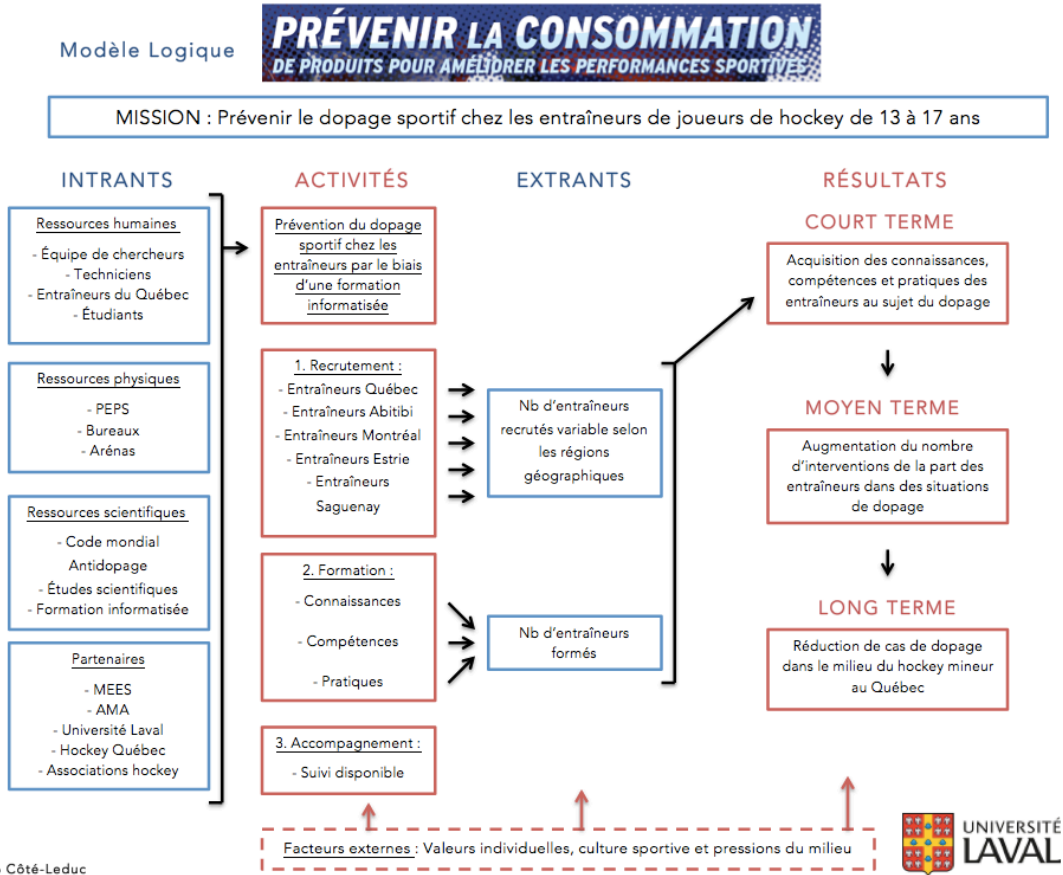 Modèle Logique
PRÉVENIR LA CONSOMMATION
DE PRODUITS POUR AMÉLIORER LES PERFORMANCES SPORTIVES
MISSION : Prévenir le dopage sportif chez les entraîneurs de joueurs de hockey de 13 à 17 ans
INTRANTS
Ressources humaines
- Équipe de chercheurs
- Techniciens
- Entraîneurs du Québec
- Étudiants
Ressources physiques
- PEPS
- Bureaux
- Arénas
Ressources scientifiques
- Code mondial
Antidopage
- Études scientifiques
- Formation informatisée
Partenaires
- MEES
- AMA
- Université Laval
- Hockey Québec
- Associations hockey
ACTIVITÉS
Prévention du dopage
sportif chez les
entraîneurs par le biais
d'une formation
informatisée
1. Recrutement :
- Entraîneurs Québec
- Entraîneurs Abitibi
- Entraîneurs Montréal
- Entraîneurs Estrie
- Entraîneurs
Saguenay
2. Formation :
- Connaissances
- Compétences
- Pratiques
3. Accompagnement :
- Suivi disponible
EXTRANTS
Nb d'entraîneurs
recrutés variable selon
les régions
géographiques
Nb d'entraîneurs
formés
RÉSULTATS
COURT TERME
Acquisition des connaissances,
compétences et pratiques des
entraîneurs au sujet du dopage
MOYEN TERME
Augmentation du nombre
d'interventions de la part des
entraîneurs dans des situations
de dopage
LONG TERME
Réduction de cas de dopage
dans le milieu du hockey mineur
au Québec
Facteurs externes : Valeurs individuelles, culture sportive et pressions du milieu
Côté-Leduc
UNIVERSITÉ
LAVAL